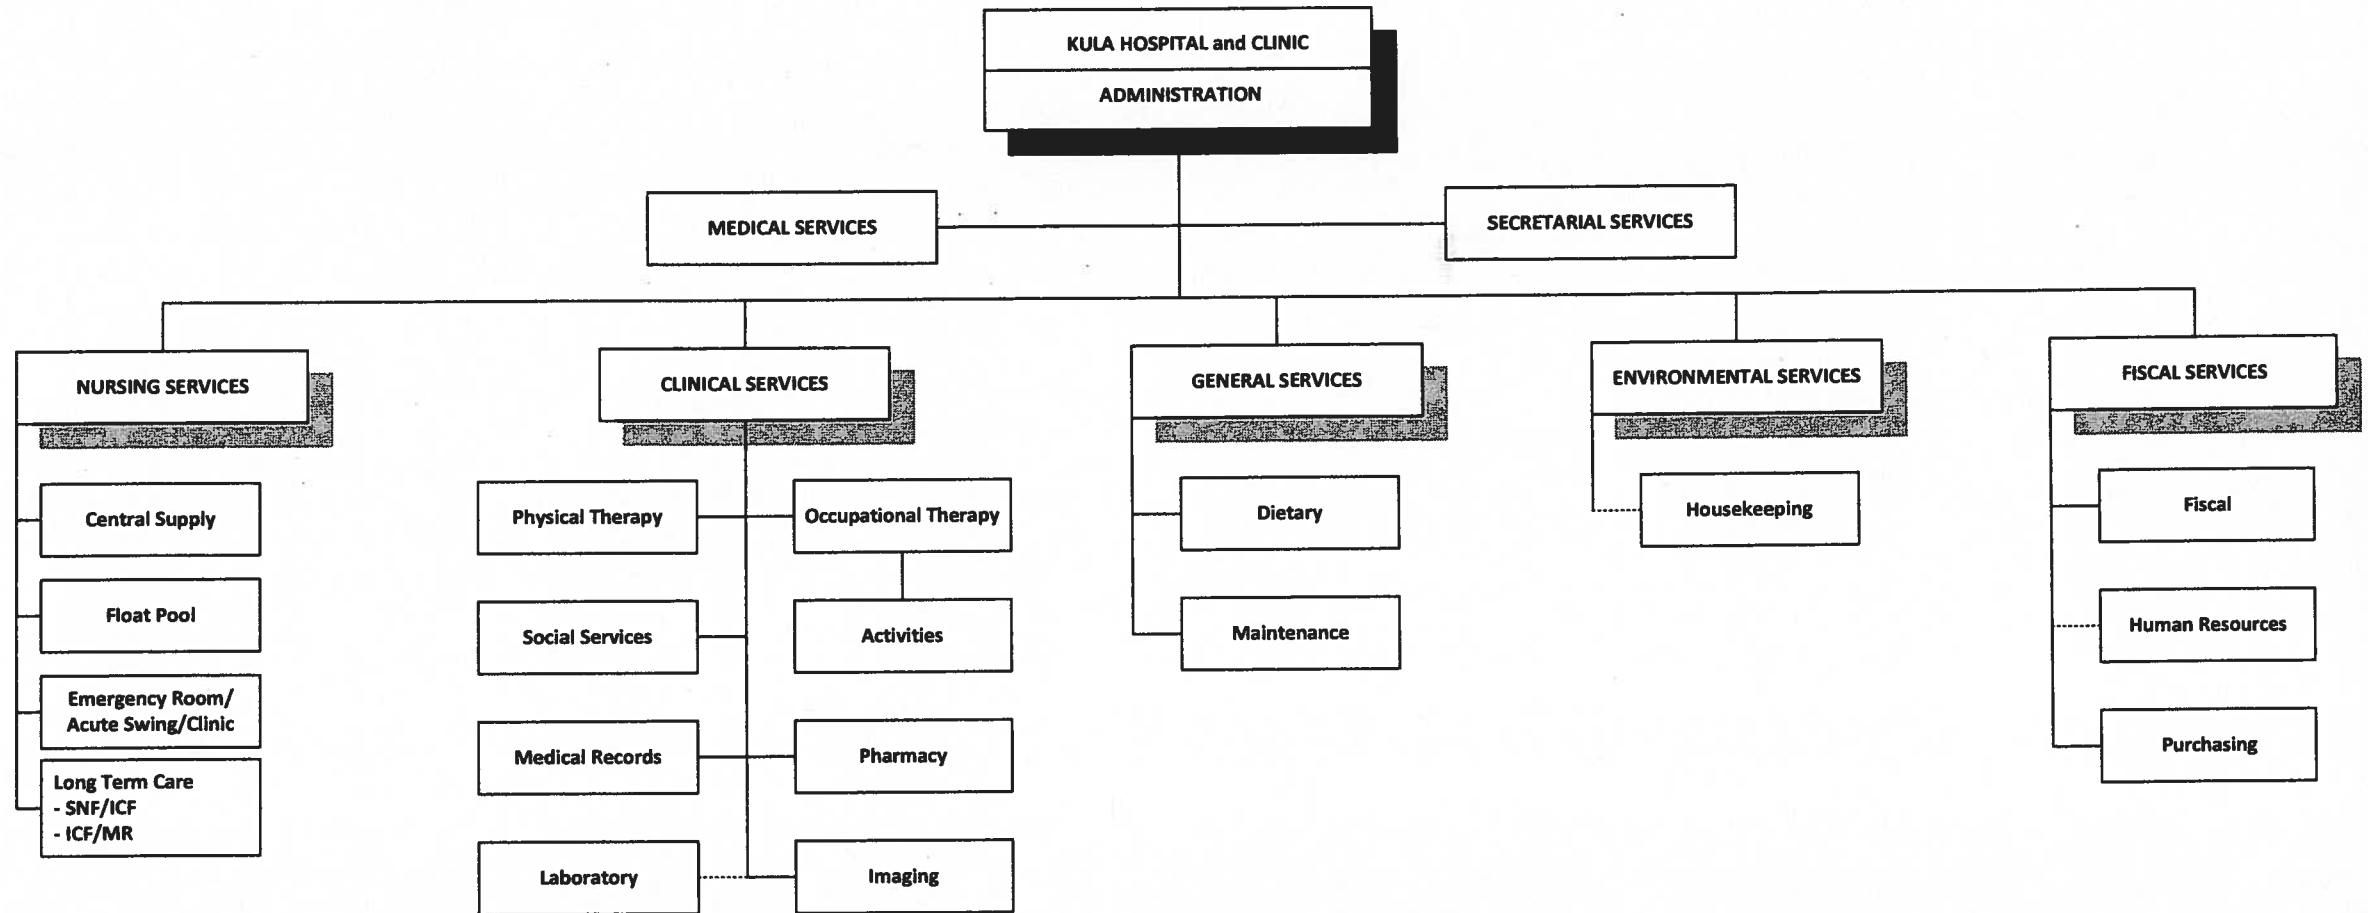 KULA HOSPITAL and CLINIC
ADMINISTRATION
MEDICAL SERVICES
SECRETARIAL SERVICES
NURSING SERVICES
CLINICAL SERVICES
GENERAL SERVICES
ENVIRONMENTAL SERVICES
FISCAL SERVICES
Central Supply
Float Pool
Emergency Room/
Acute Swing/Clinic
Long Term Care
- SNF/ICF
- ICF/MR
Physical Therapy
Occupational Therapy
Social Services
Activities
Medical Records
Pharmacy
Laboratory
Imaging
Dietary
Maintenance
Housekeeping
Fiscal
Human Resources
Purchasing